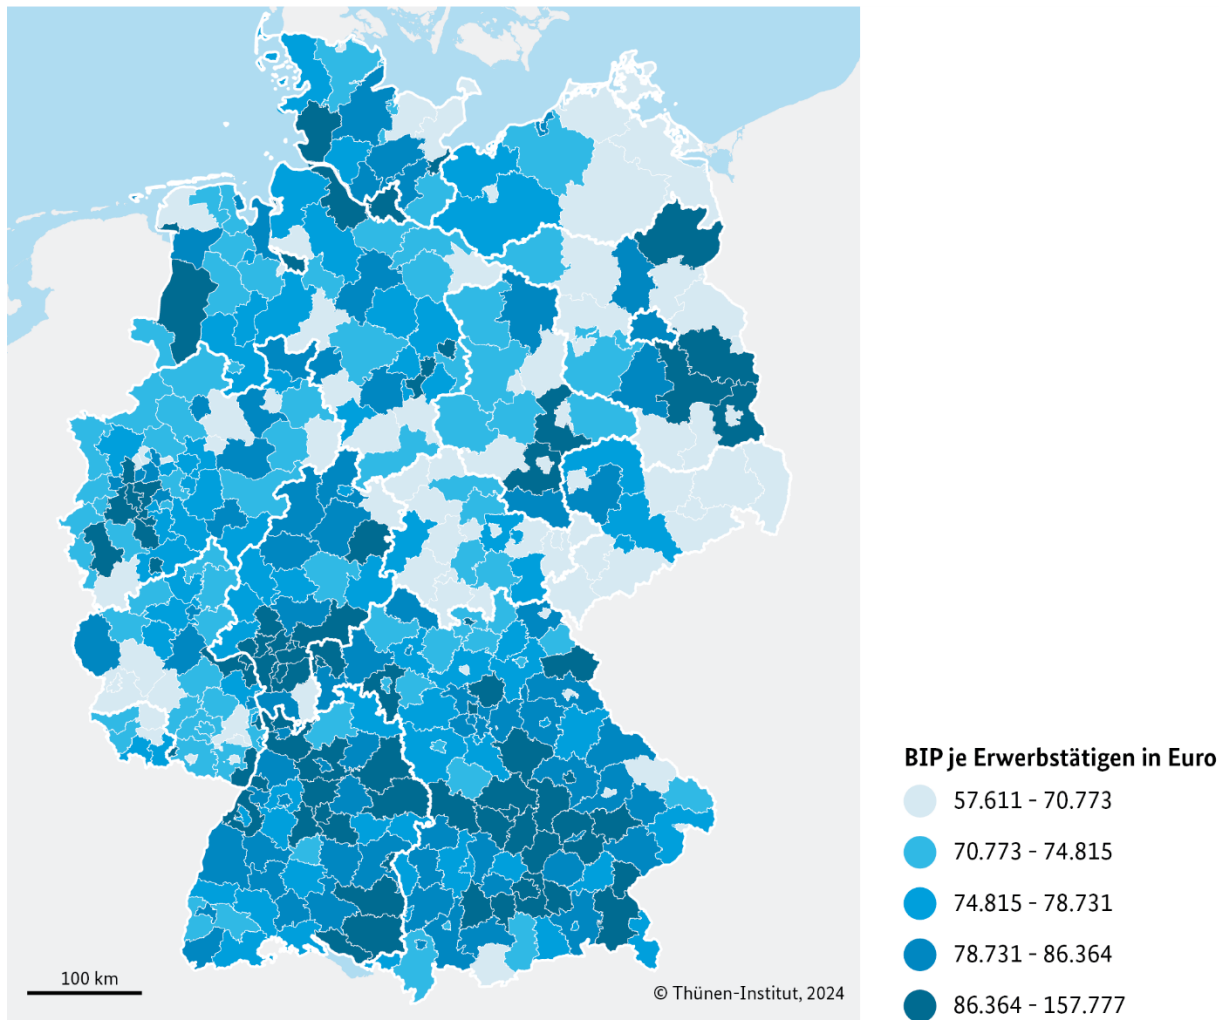 BIP je Erwerbstätigen in Euro
57.611 - 70.773
70.773 - 74.815
74.815 - 78.731
78.731 - 86.364
86.364 - 157.777
100 km
© Thünen-Institut, 2024